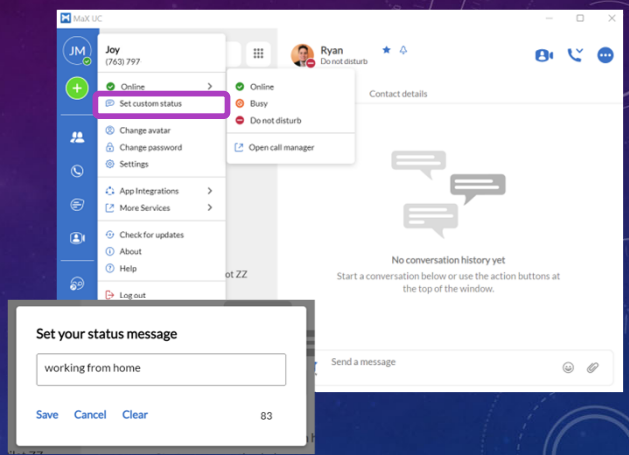 MaX UC
JM
Joy
(763) 797
Online
Set custom status
Change avatar
Change password
Settings
App Integrations
More Services
Check for updates
About
Help
Log out
Online
Busy
Do not disturb
Open call manager
Ryan
Do not disturb
Contact details
No conversation history yet
Start a conversation below or use the action buttons at
the top of the window.
ot ZZ
Send a message
Set your status message
working from home
Save Cancel Clear 83